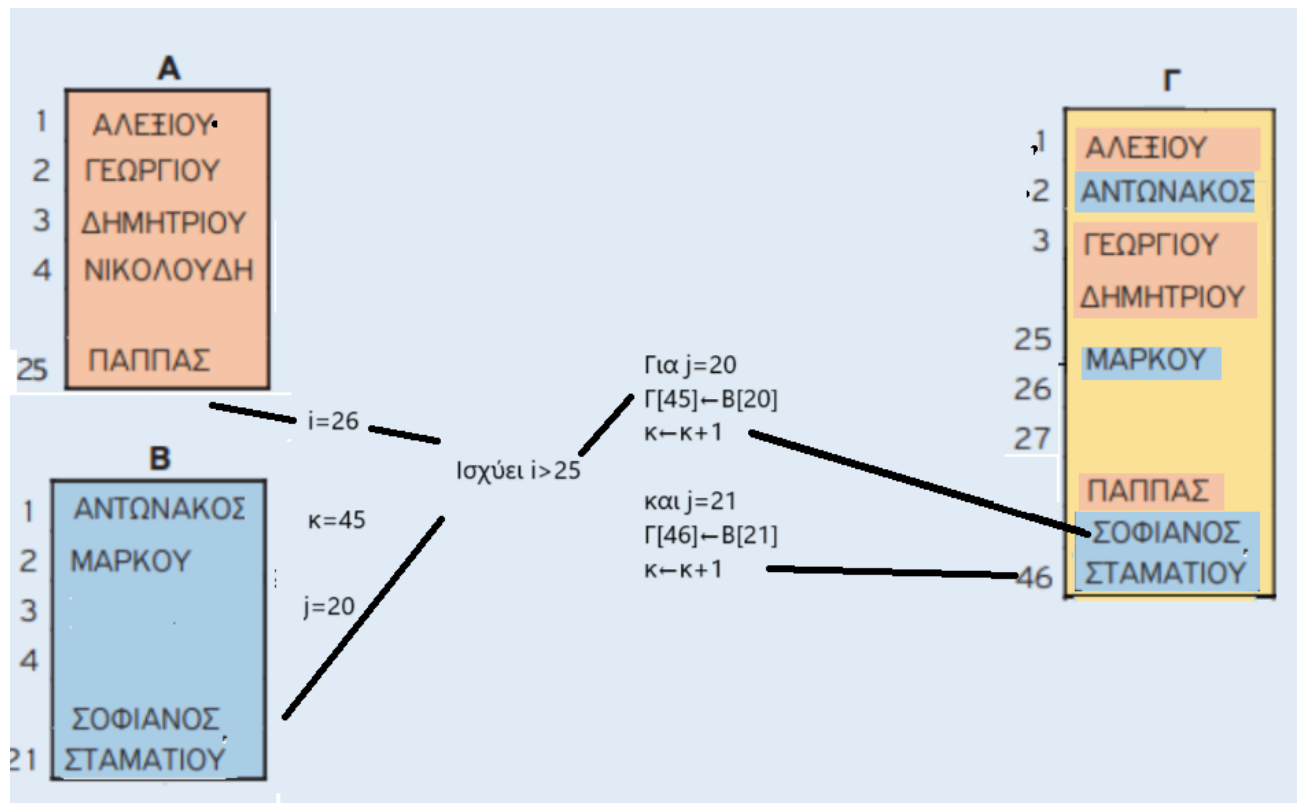 Α
1 ΑΛΕΞΙΟΥ
2 ΓΕΩΡΓΙΟΥ
3 ΔΗΜΗΤΡΙΟΥ
4 ΝΙΚΟΛΟΥΔΗ
25 ΠΑΠΠΑΣ
Β
1 ΑΝΤΩΝΑΚΟΣ
2 ΜΑΡΚΟΥ
3
4
ΣΟΦΙΑΝΟΣ
21 ΣΤΑΜΑΤΙΟΥ
i=26
κ=45
j=20
Ισχύει i>25
Για j=20
Γ[45]←Β[20]
κ←κ+1
και j=21
Γ[46]←Β[21]
κ←κ+1
Γ
1 ΑΛΕΞΙΟΥ
2 ΑΝΤΩΝΑΚΟΣ
3 ΓΕΩΡΓΙΟΥ
ΔΗΜΗΤΡΙΟΥ
25
ΜΑΡΚΟΥ
26
27
ΠΑΠΠΑΣ
ΣΟΦΙΑΝΟΣ
46 ΣΤΑΜΑΤΙΟΥ